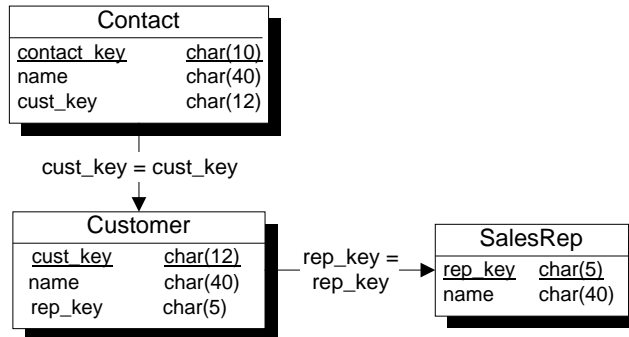 Contact
contact_key char(10)
name char(40)
cust_key char(12)
cust_key = cust_key
Customer
cust_key char(12)
name char(40)
rep_key char(5)
rep_key =
rep_key
SalesRep
rep_key char(5)
name char(40)